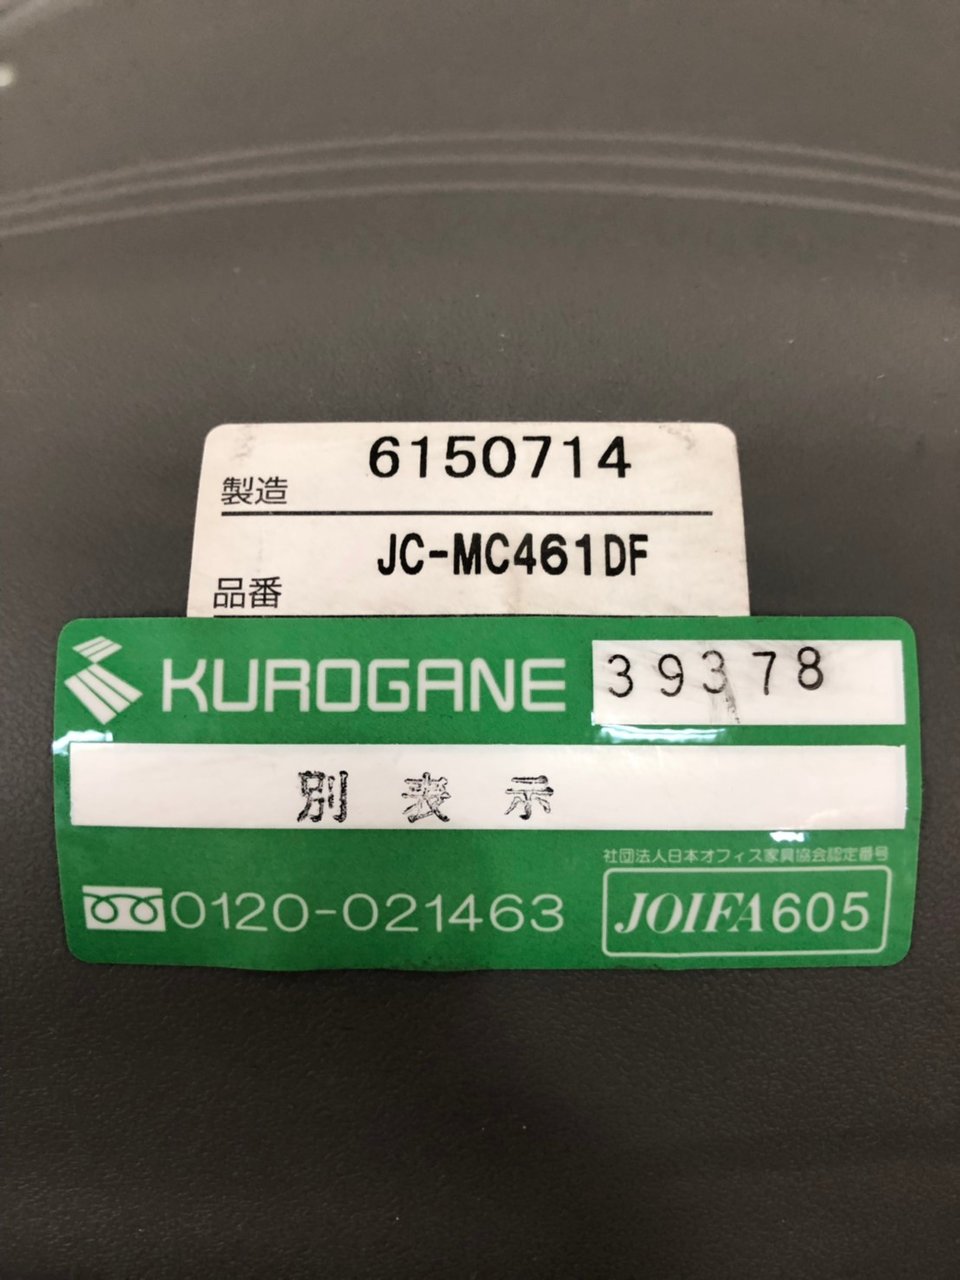 製造 6150714
品番 JC-MC461DF
KUROGANE 39378
別表示
社団法人日本オフィス家具協会認定番号
0120-021463 JOIFA605